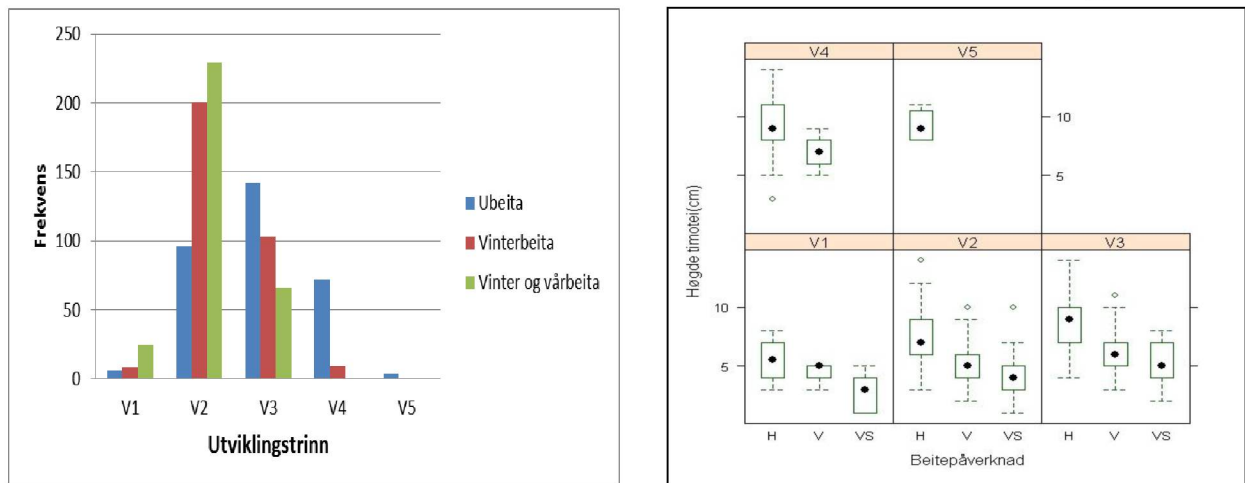 250
200
150
100
50
0
Frekvens
V1 V2 V3 V4 V5
Utviklingstrinn
Ubeita
Vinterbeita
Vinter og vårbeita
V4 V5
10
5
V1 V2 V3
10
5
Høgde timotei(cm)
H V VS H V VS H V VS
Beitepåverknad